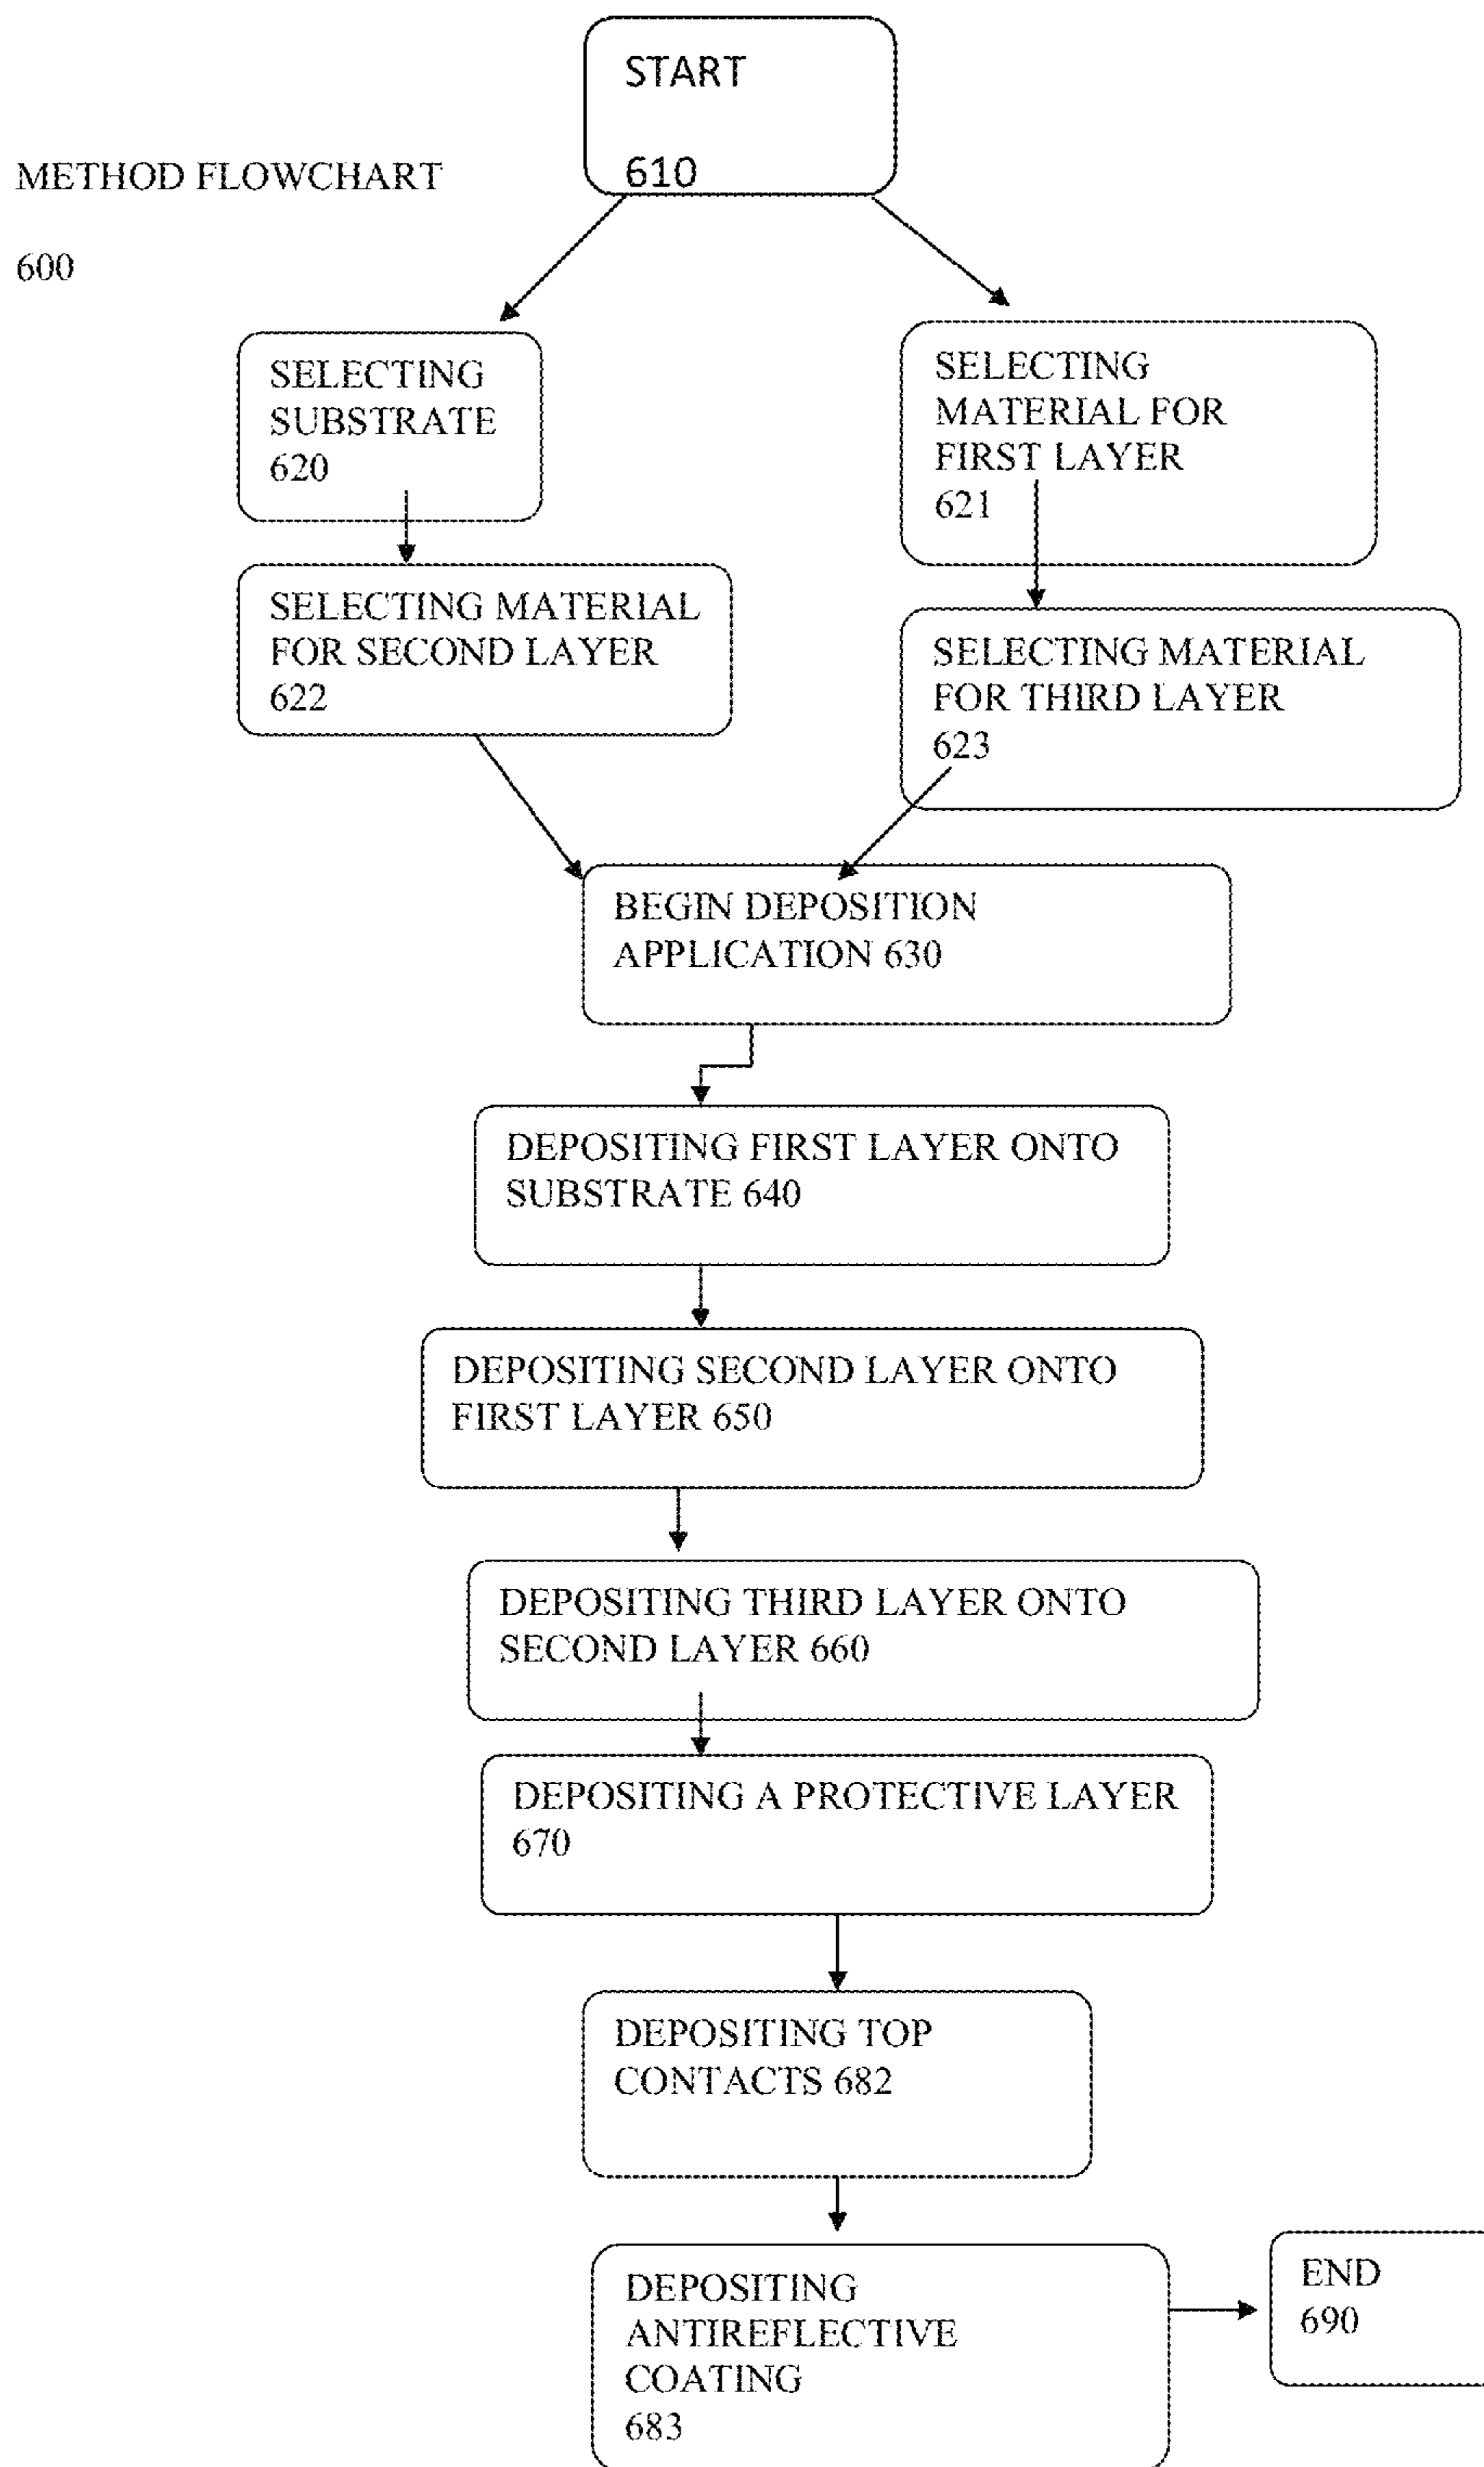 START
610
METHOD FLOWCHART
600
SELECTING
SUBSTRATE
620
SELECTING
MATERIAL FOR
FIRST LAYER
621
SELECTING MATERIAL
FOR SECOND LAYER
622
SELECTING MATERIAL
FOR THIRD LAYER
623
BEGIN DEPOSITION
APPLICATION 630
DEPOSITING FIRST LAYER ONTO
SUBSTRATE 640
DEPOSITING SECOND LAYER ONTO
FIRST LAYER 650
DEPOSITING THIRD LAYER ONTO
SECOND LAYER 660
DEPOSITING A PROTECTIVE LAYER
670
DEPOSITING TOP
CONTACTS 682
DEPOSITING
ANTIREFLECTIVE
COATING
683
END
690